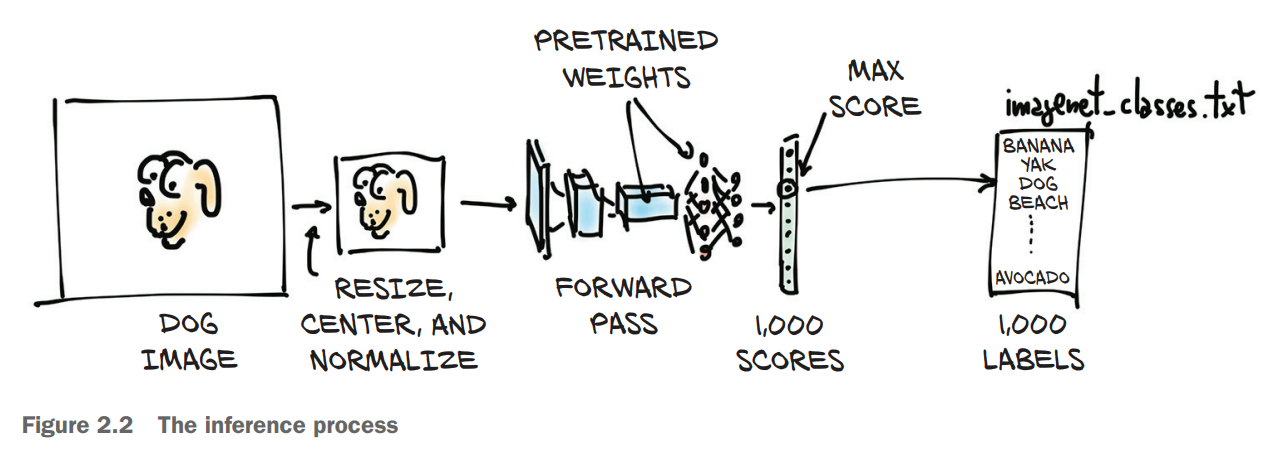 PRETRAINED
WEIGHTS
MAX
SCORE
imagenet_classes.txt
BANANA
YAK
DOG
BEACH
AVOCADO
DOG
IMAGE
RESIZE,
CENTER, AND
NORMALIZE
FORWARD
PASS
1,000
SCORES
1,000
LABELS
Figure 2.2 The inference process